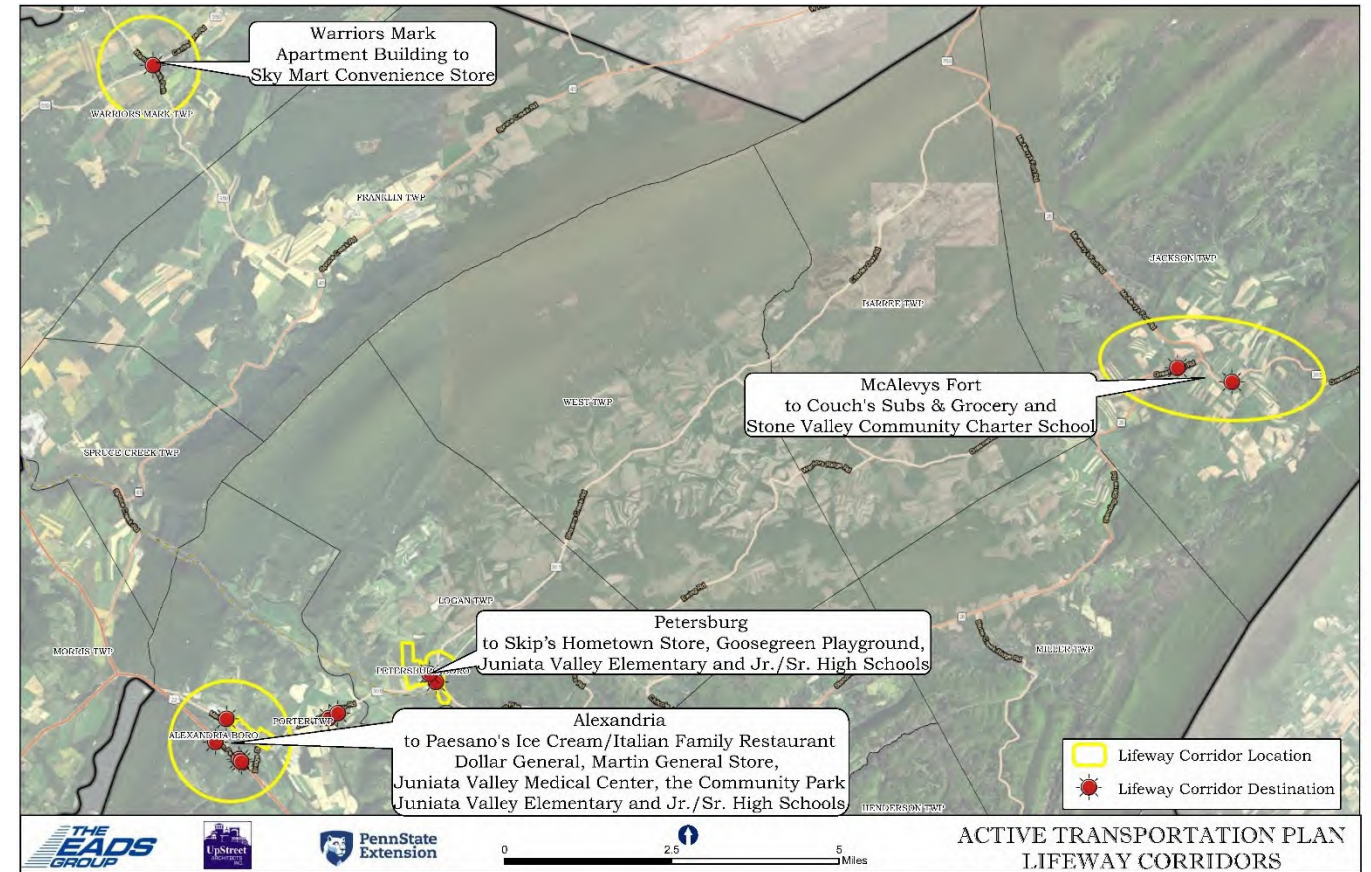 Warriors Mark
Apartment Building to
Sky Mart Convenience Store
WARRIORS MARK TWP
FRANKLIN TWP
JACKSON TWP
BARREE TWP
McAlevys Fort
to Couch's Subs & Grocery and
Stone Valley Community Charter School
WEST TWP
SPRUCE CREEK TWP
LOGAN TWP
MORRIS TWP
MILLER TWP
Petersburg
to Skip's Hometown Store, Goosegreen Playground,
Juniata Valley Elementary and Jr./Sr. High Schools
PORTER TWP
ALEXANDRIA BORO
Alexandria
to Paesano's Ice Cream/Italian Family Restaurant
Dollar General, Martin General Store,
Juniata Valley Medical Center, the Community Park
Juniata Valley Elementary and Jr./Sr. High Schools
HENDERSON TWP
Lifeway Corridor Location
Lifeway Corridor Destination
THE
EADS
GROUP
UpStreet
ARCHITECTS
INC.
PennState
Extension
0 2.5 5
Miles
ACTIVE TRANSPORTATION PLAN
LIFEWAY CORRIDORS